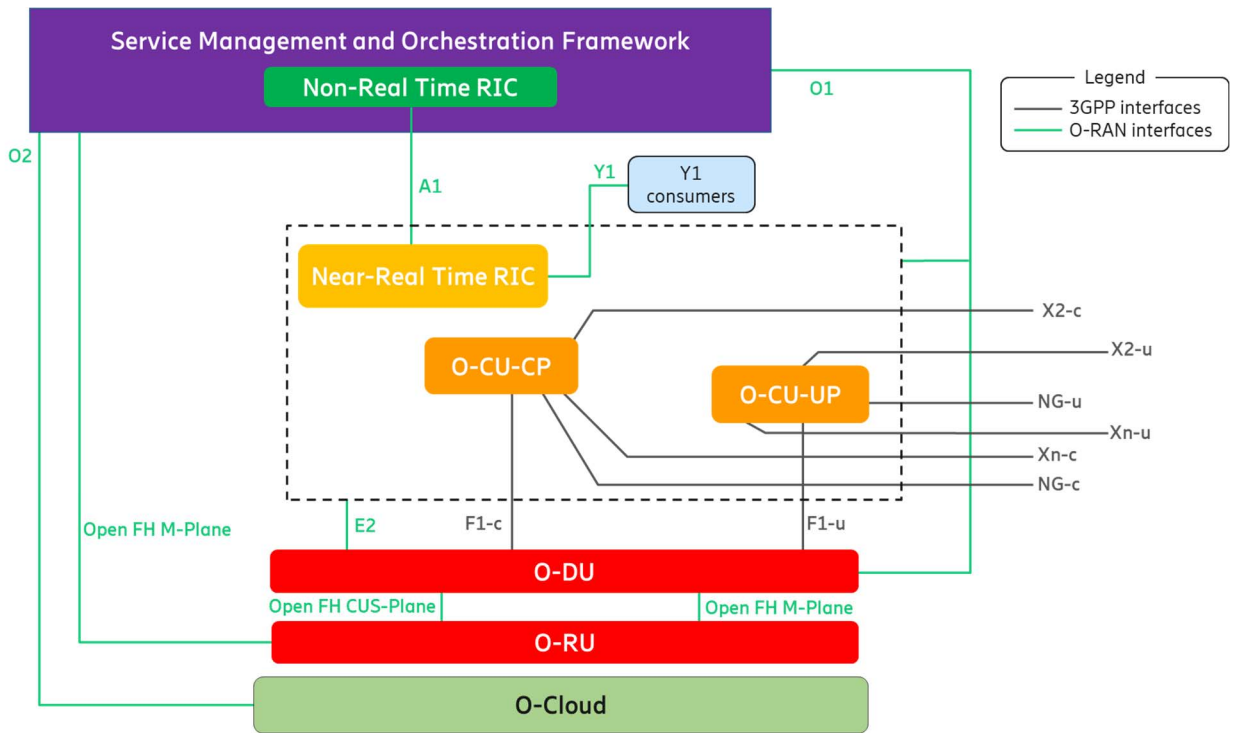 Service Management and Orchestration Framework
Non-Real Time RIC
Legend
3GPP interfaces
O-RAN interfaces
O1
O2
A1
Y1
Y1
consumers
Near-Real Time RIC
X2-c
O-CU-CP
X2-u
O-CU-UP
NG-u
Xn-u
Xn-c
NG-c
Open FH M-Plane
E2
F1-c
F1-u
O-DU
Open FH CUS-Plane
Open FH M-Plane
O-RU
O-Cloud